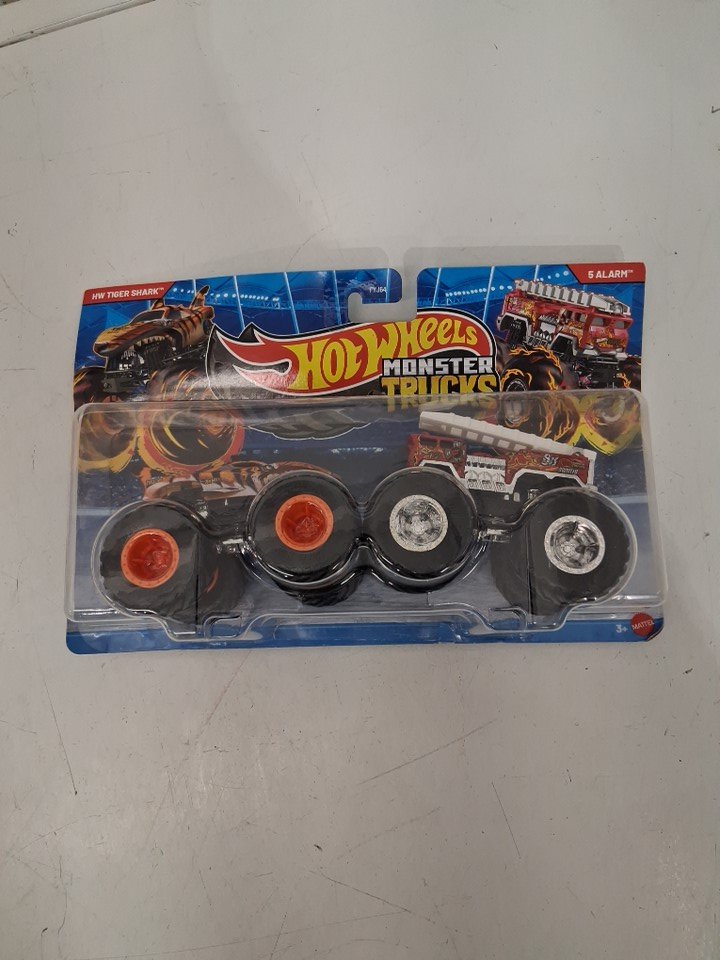 HW TIGER SHARK™
5 ALARM™
HOT WHEELS
MONSTER
TRUCKS
3+
MATTEL